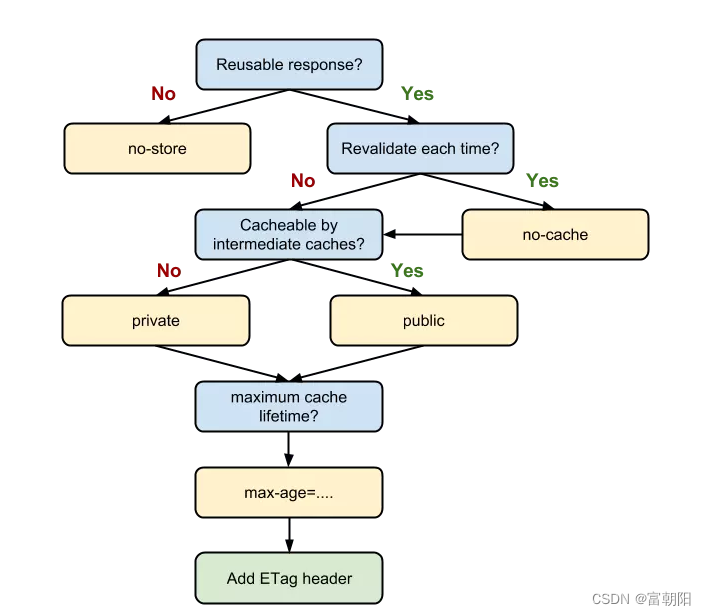 Reusable response?
No
Yes
no-store
Revalidate each time?
No
Yes
Cacheable by
intermediate caches?
no-cache
No
Yes
private
public
maximum cache
lifetime?
max-age=....
Add ETag header
CSDN @富朝阳